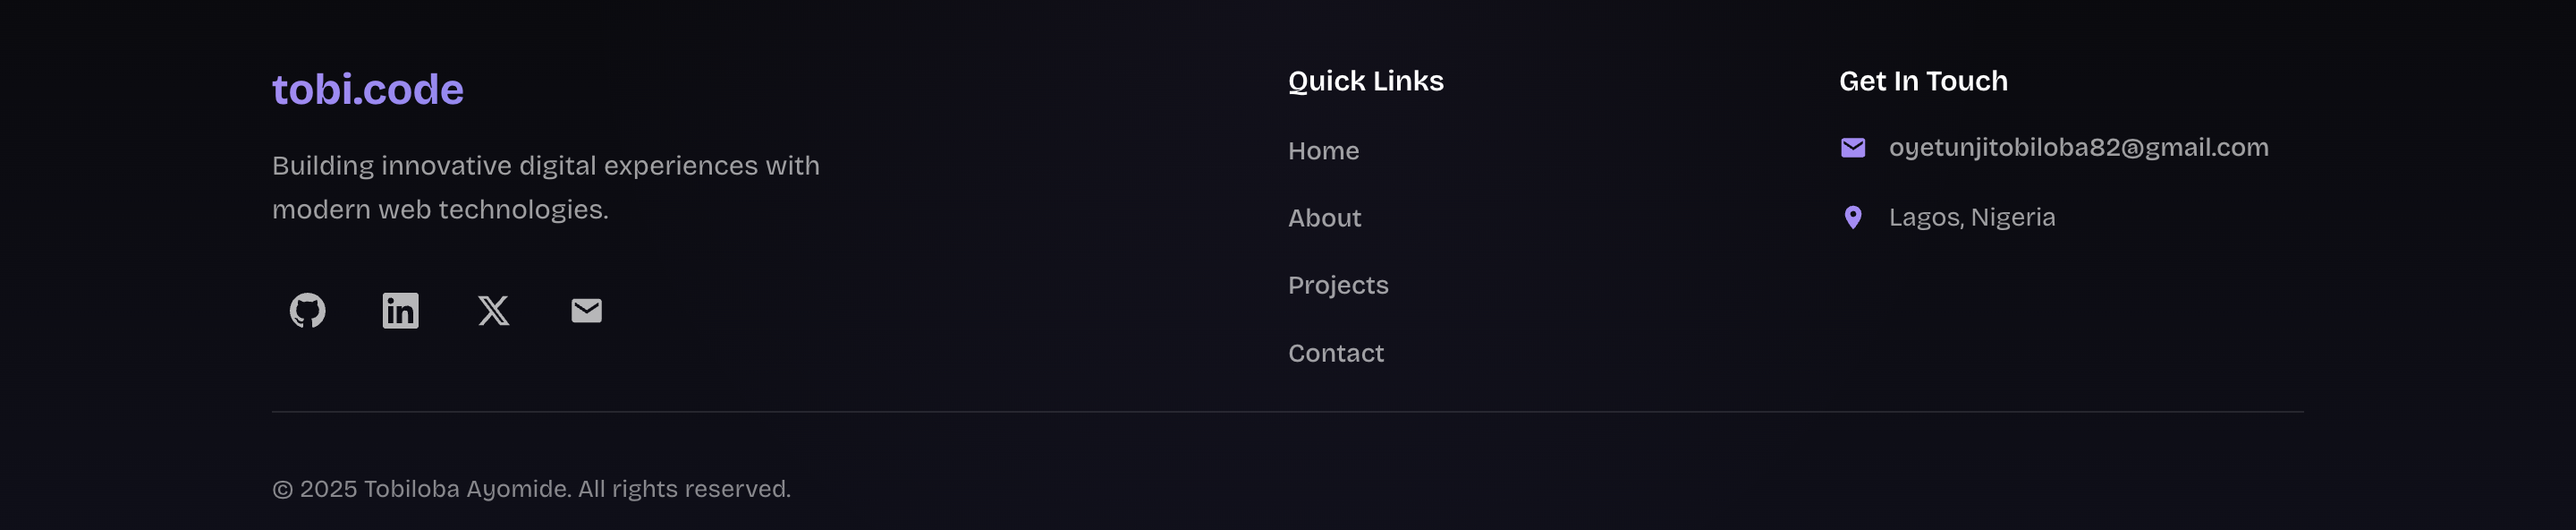 tobi.code
Building innovative digital experiences with
modern web technologies.
Quick Links
Home
About
Projects
Contact
Get In Touch
oyetunjitobiloba82@gmail.com
Lagos, Nigeria
© 2025 Tobiloba Ayomide. All rights reserved.